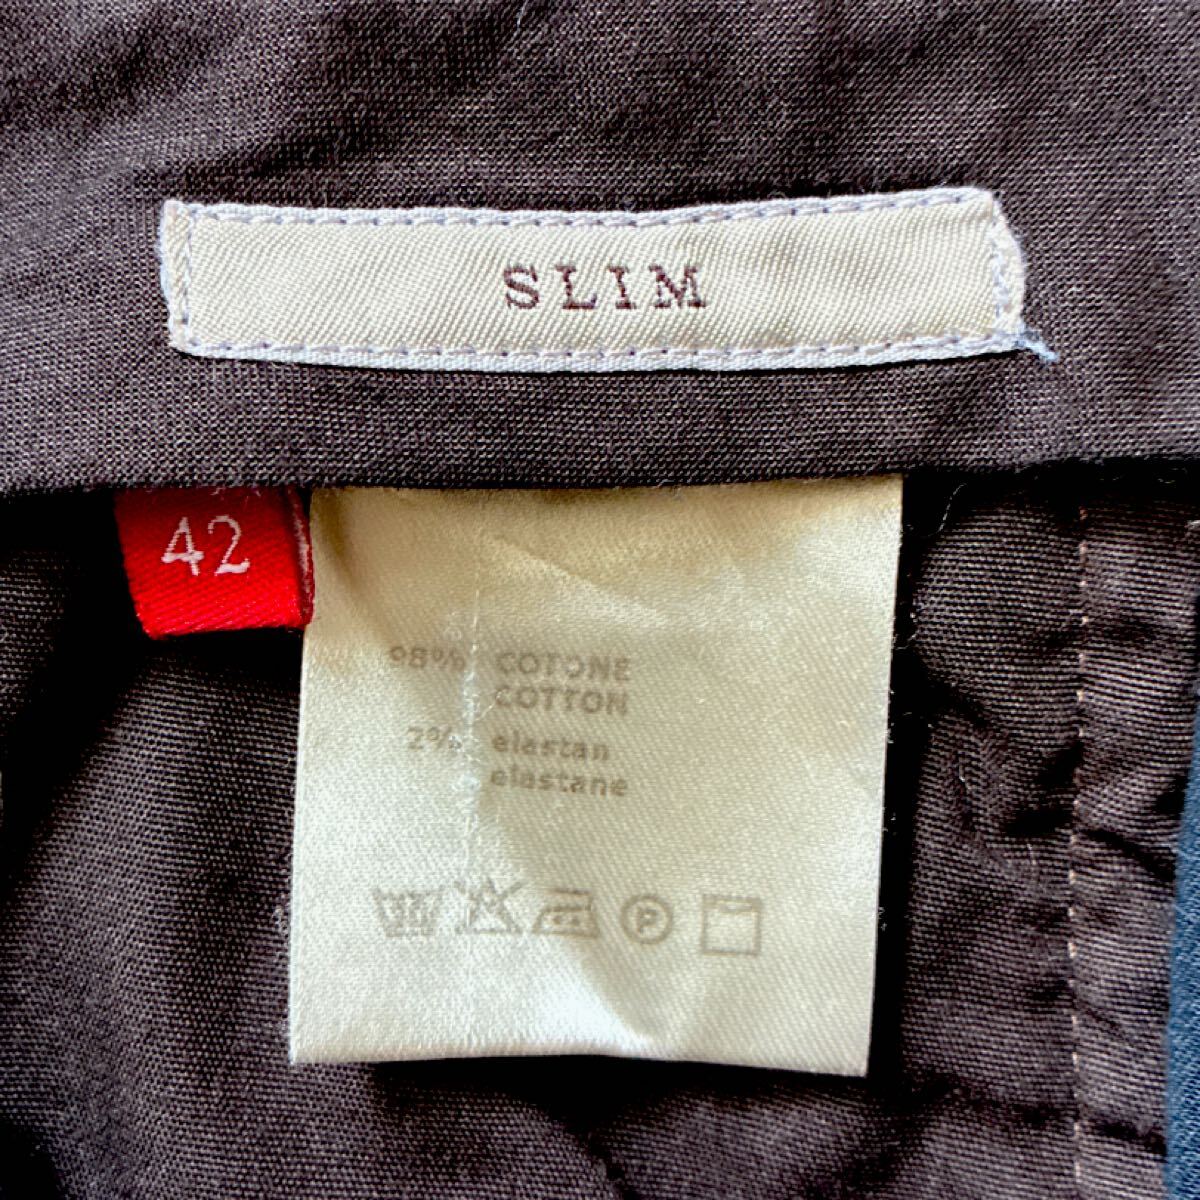 SLIM
42
98% COTONE
COTTON
2% elastan
elastane
P